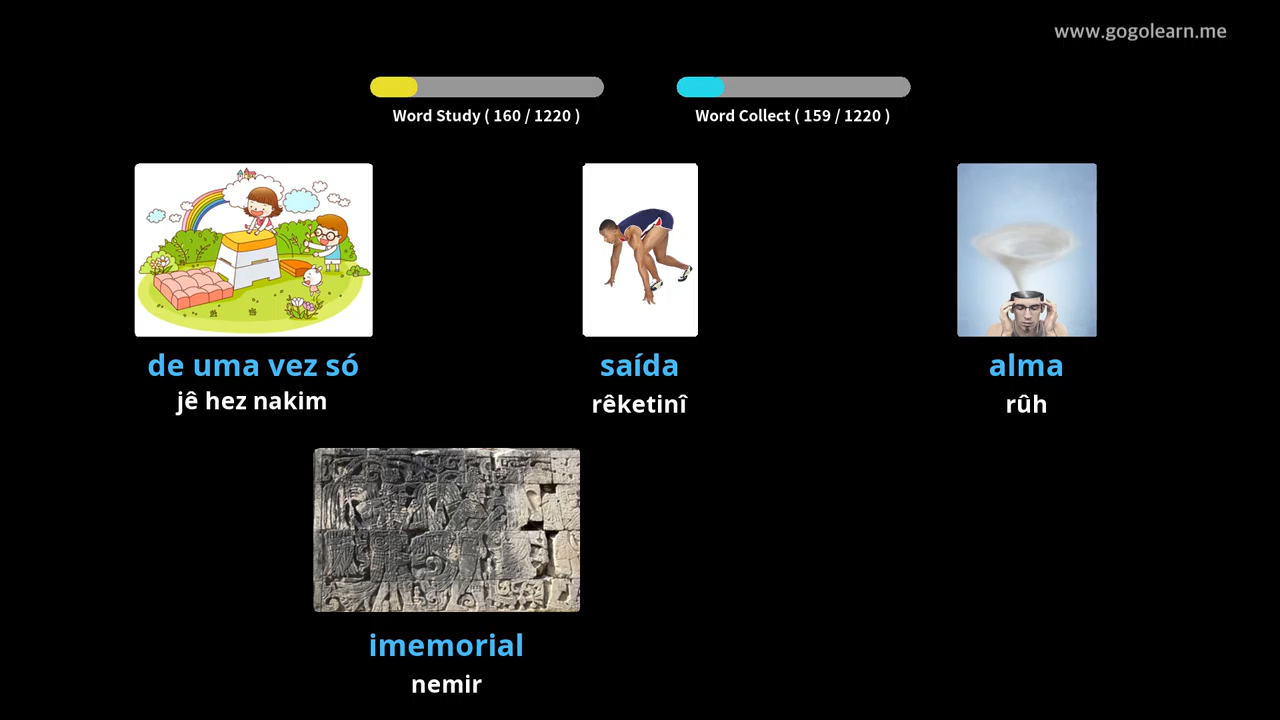 www.gogolearn.me
Word Study ( 160 / 1220 )
Word Collect ( 159 / 1220 )
de uma vez só
jê hez nakim
saída
rêketinî
alma
rûh
imemorial
nemir